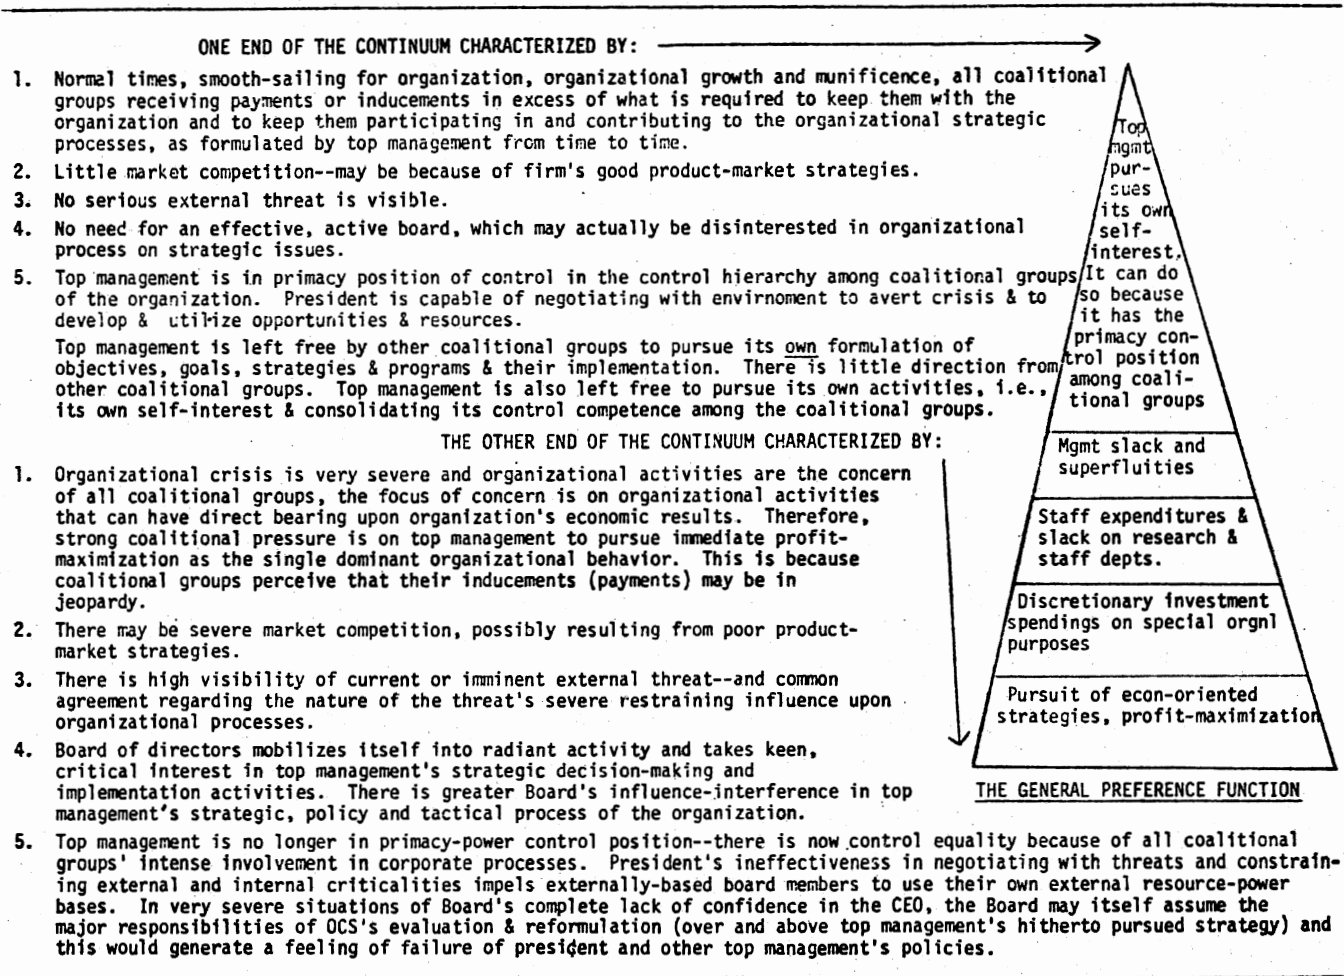 ONE END OF THE CONTINUUM CHARACTERIZED BY:
1. Normal times, smooth-sailing for organization, organizational growth and munificence, all coalitional
groups receiving payments or inducements in excess of what is required to keep them with the
organization and to keep them participating in and contributing to the organizational strategic
processes, as formulated by top management from time to time.
2. Little market competition--may be because of firm's good product-market strategies.
3. No serious external threat is visible.
4. No need for an effective, active board, which may actually be disinterested in organizational
process on strategic issues.
5. Top management is in primacy position of control in the control hierarchy among coalitional groups
of the organization. President is capable of negotiating with envirnoment to avert crisis & to
develop & utilize opportunities & resources.
Top management is left free by other coalitional groups to pursue its own formulation of
objectives, goals, strategies & programs & their implementation. There is little direction from
other coalitional groups. Top management is also left free to pursue its own activities, i.e.,
its own self-interest & consolidating its control competence among the coalitional groups.
THE OTHER END OF THE CONTINUUM CHARACTERIZED BY:
1. Organizational crisis is very severe and organizational activities are the concern
of all coalitional groups, the focus of concern is on organizational activities
that can have direct bearing upon organization's economic results. Therefore,
strong coalitional pressure is on top management to pursue immediate profit-
maximization as the single dominant organizational behavior. This is because
coalitional groups perceive that their inducements (payments) may be in
jeopardy.
2. There may be severe market competition, possibly resulting from poor product-
market strategies.
3. There is high visibility of current or imminent external threat--and common
agreement regarding the nature of the threat's severe restraining influence upon
organizational processes.
4. Board of directors mobilizes itself into radiant activity and takes keen,
critical interest in top management's strategic decision-making and
implementation activities. There is greater Board's influence-interference in top
management's strategic, policy and tactical process of the organization.
5. Top management is no longer in primacy-power control position--there is now control equality because of all coalitional
groups' intense involvement in corporate processes. President's ineffectiveness in negotiating with threats and constrain-
ing external and internal criticalities impels externally-based board members to use their own external resource-power
bases. In very severe situations of Board's complete lack of confidence in the CEO, the Board may itself assume the
major responsibilities of OCS's evaluation & reformulation (over and above top management's hitherto pursued strategy) and
this would generate a feeling of failure of president and other top management's policies.
Top
mgmt
pur-
sues
its own
self-
interest.
It can do
so because
it has the
primacy con-
trol position
among coali-
tional groups
Mgmt slack and
superfluities
Staff expenditures &
slack on research &
staff depts.
Discretionary investment
spendings on special orgnl
purposes
Pursuit of econ-oriented
strategies, profit-maximization
THE GENERAL PREFERENCE FUNCTION